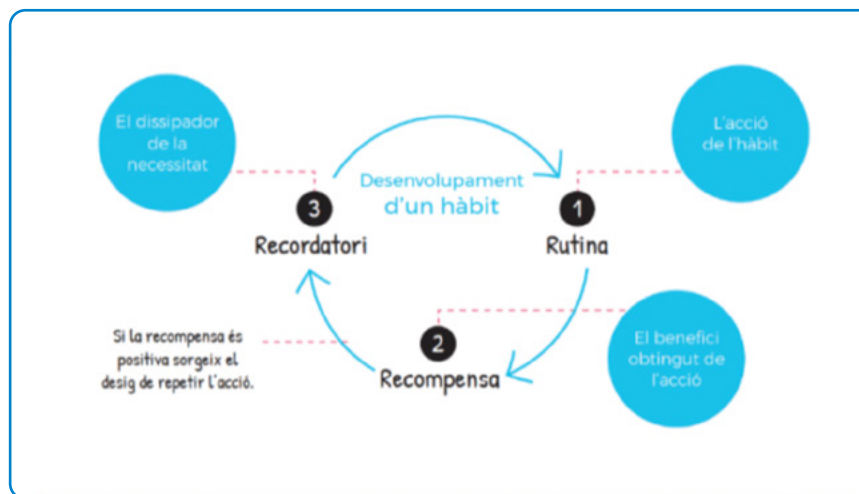 El dissipador
de la
necessitat
L'acció
de l'hàbit
Desenvolupament
d'un hàbit
3
Recordatori
1
Rutina
Si la recompensa és
positiva sorgeix el
desig de repetir l'acció.
2
Recompensa
El benefici
obtingut de
l'acció